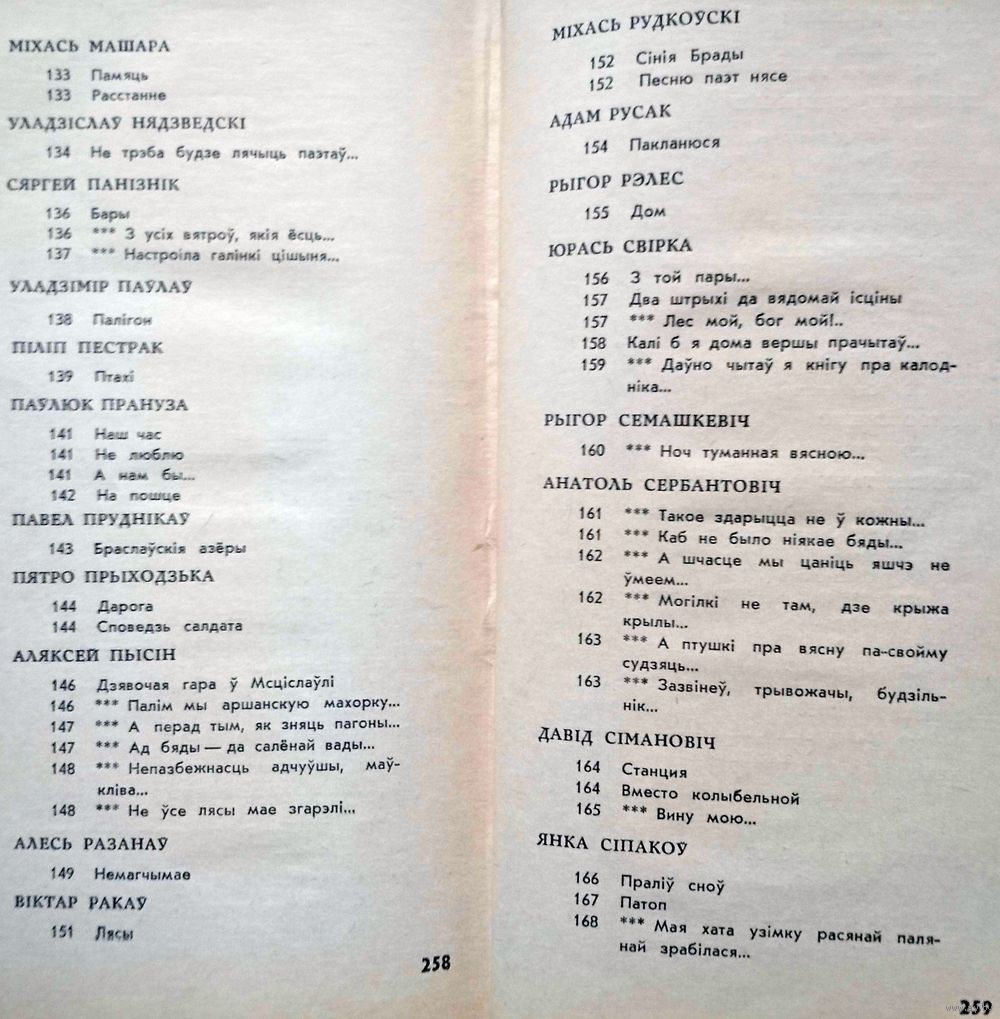 МІХАСЬ МАШАРА
133 Памяць
133 Расстанне
УЛАДЗІСЛАЎ НЯДЗВЕДСКІ
134 Не трэба будзе лячыць паэтаў...
СЯРГЕЙ ПАНІЗНІК
136 Бары
136 *** З усіх вятроў, якія ёсць...
137 *** Настроіла галінкі цішыня...
УЛАДЗІМІР ПАЎЛАЎ
138 Палігон
ПІЛІП ПЕСТРАК
139 Птахі
ПАЎЛЮК ПРАНУЗА
141 Наш час
141 Не люблю
141 А нам бы...
142 На пошце
ПАВЕЛ ПРУДНІКАЎ
143 Браслаўскія азёры
ПЯТРО ПРЫХОДЗЬКА
144 Дарога
144 Споведзь салдата
АЛЯКСЕЙ ПЫСІН
146 Дзявочая гара ў Мсціслаўлі
146 *** Палім мы аршанскую махорку...
147 *** А перад тым, як зняць пагоны...
147 *** Ад бяды — да салёнай вады...
148 *** Непазбежнасць адчуўшы, маў-
кліва...
148 *** Не ўсе лясы мае згарэлі...
АЛЕСЬ РАЗАНАЎ
149 Немагчымае
ВІКТАР РАКАЎ
151 Лясы
258
МІХАСЬ РУДКОЎСКІ
152 Сінія Брады
152 Песню паэт нясе
АДАМ РУСАК
154 Пакланюся
РЫГОР РЭЛЕС
155 Дом
ЮРАСЬ СВІРКА
156 З той пары...
157 Два штрыхі да вядомай ісціны
157 *** Лес мой, бог мой!..
158 Калі б я дома вершы прачытаў...
159 *** Даўно чытаў я кнігу пра калод-
ніка...
РЫГОР СЕМАШКЕВІЧ
160 *** Ноч туманная вясною...
АНАТОЛЬ СЕРБАНТОВІЧ
161 *** Такое здарыцца не ў кожны...
161 *** Каб не было ніякае бяды...
162 *** А шчасце мы цаніць яшчэ не
ўмеем...
162 *** Могілкі не там, дзе крыжа
крылы...
163 *** А птушкі пра вясну па-свойму
судзяць...
163 *** Зазвінеў, трывожачы, будзіль-
нік...
ДАВІД СІМАНОВІЧ
164 Станция
164 Вместо колыбельной
165 *** Вину мою...
ЯНКА СІПАКОЎ
166 Праліў сноў
167 Патоп
168 *** Мая хата узімку расянай паля-
най зрабілася...
259